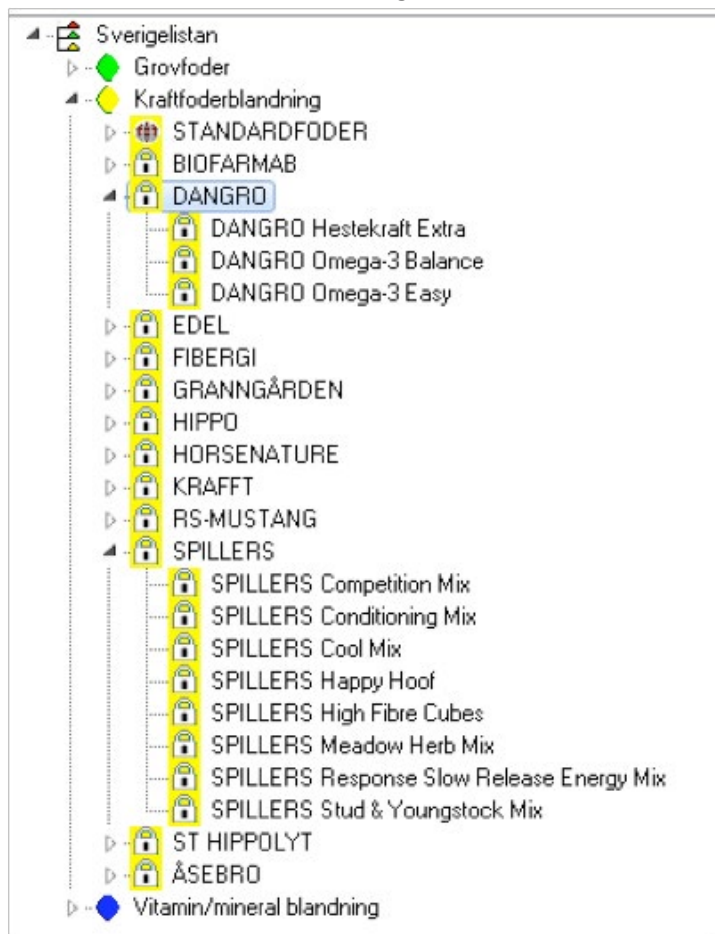 Sverigelistan
Grovfoder
Kraftfoderblandning
STANDARDFODER
BIOFARMAB
DANGRO
DANGRO Hestekraft Extra
DANGRO Omega-3 Balance
DANGRO Omega-3 Easy
EDEL
FIBERGI
GRANNGÅRDEN
HIPPO
HORSENATURE
KRAFFT
RS-MUSTANG
SPILLERS
SPILLERS Competition Mix
SPILLERS Conditioning Mix
SPILLERS Cool Mix
SPILLERS Happy Hoof
SPILLERS High Fibre Cubes
SPILLERS Meadow Herb Mix
SPILLERS Response Slow Release Energy Mix
SPILLERS Stud & Youngstock Mix
ST HIPPOLYT
ÅSEBRO
Vitamin/mineral blandning